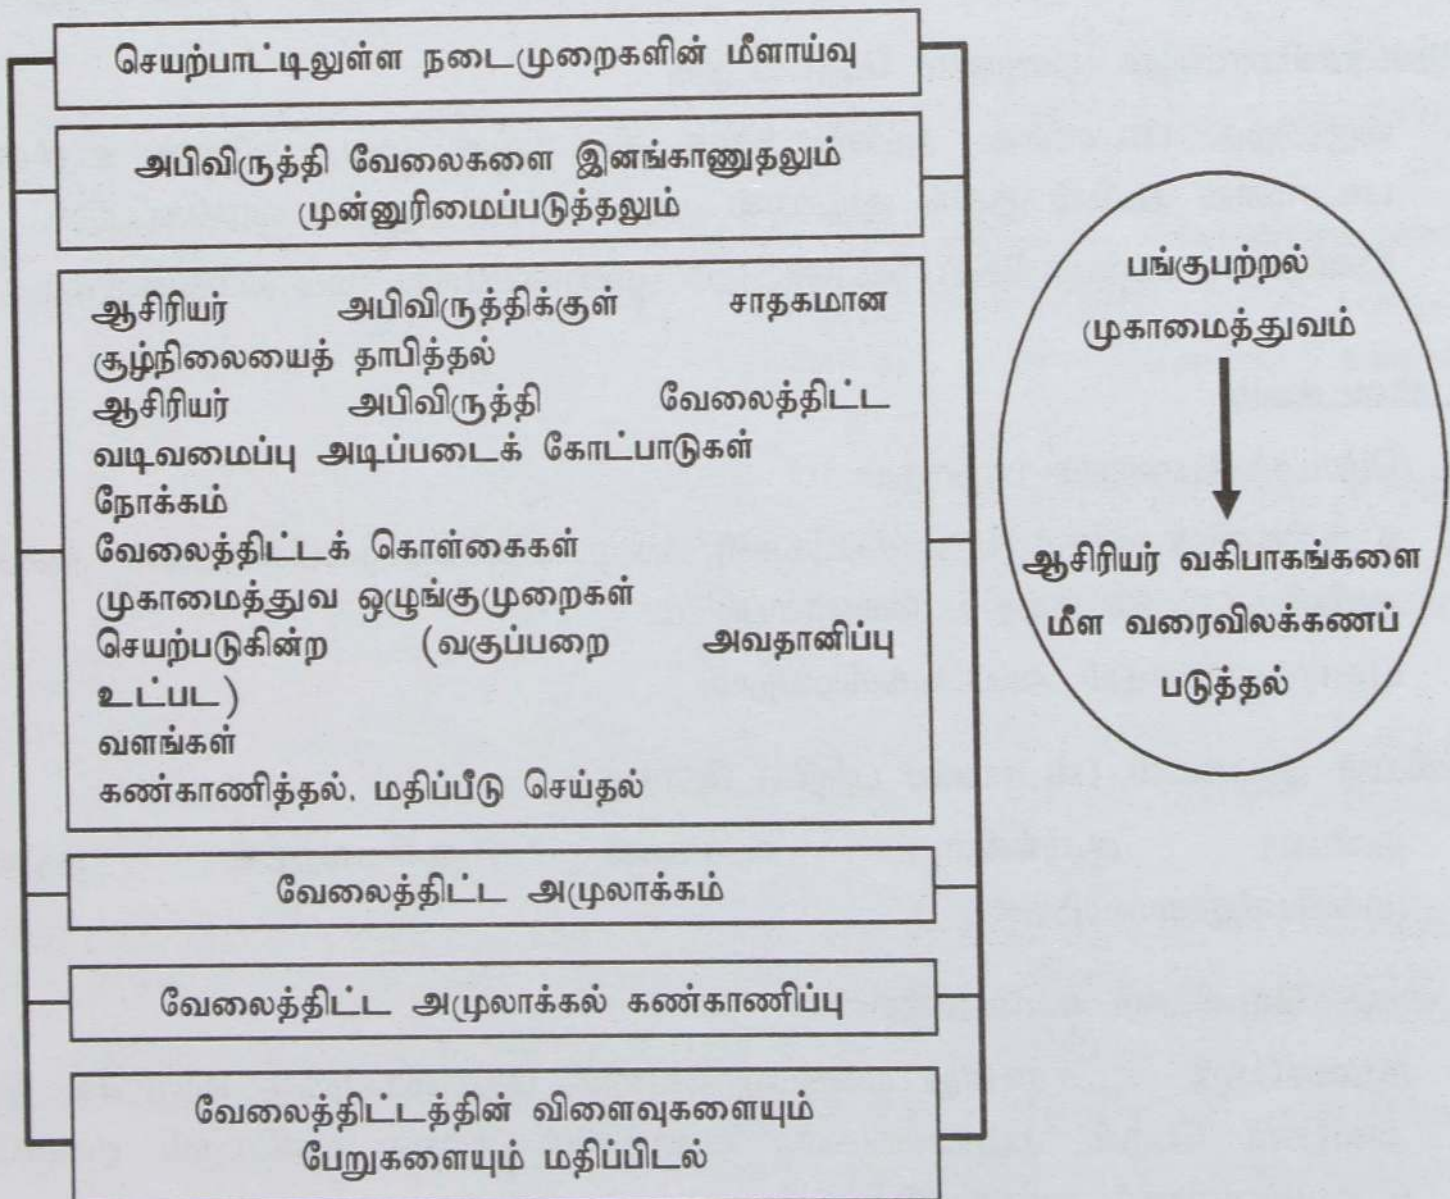 செயற்பாட்டிலுள்ள நடைமுறைகளின் மீளாய்வு
அபிவிருத்தி வேலைகளை இனங்காணுதலும்
முன்னுரிமைப்படுத்தலும்
ஆசிரியர் அபிவிருத்திக்குள் சாதகமான
சூழ்நிலையைத் தாபித்தல்
ஆசிரியர் அபிவிருத்தி வேலைத்திட்ட
வடிவமைப்பு அடிப்படைக் கோட்பாடுகள்
நோக்கம்
வேலைத்திட்டக் கொள்கைகள்
முகாமைத்துவ ஒழுங்குமுறைகள்
செயற்படுகின்ற (வகுப்பறை அவதானிப்பு
உட்பட)
வளங்கள்
கண்காணித்தல். மதிப்பீடு செய்தல்
வேலைத்திட்ட அமுலாக்கம்
வேலைத்திட்ட அமுலாக்கல் கண்காணிப்பு
வேலைத்திட்டத்தின் விளைவுகளையும்
பேறுகளையும் மதிப்பிடல்
பங்குபற்றல்
முகாமைத்துவம்
ஆசிரியர் வகிபாகங்களை
மீள வரைவிலக்கணப்
படுத்தல்